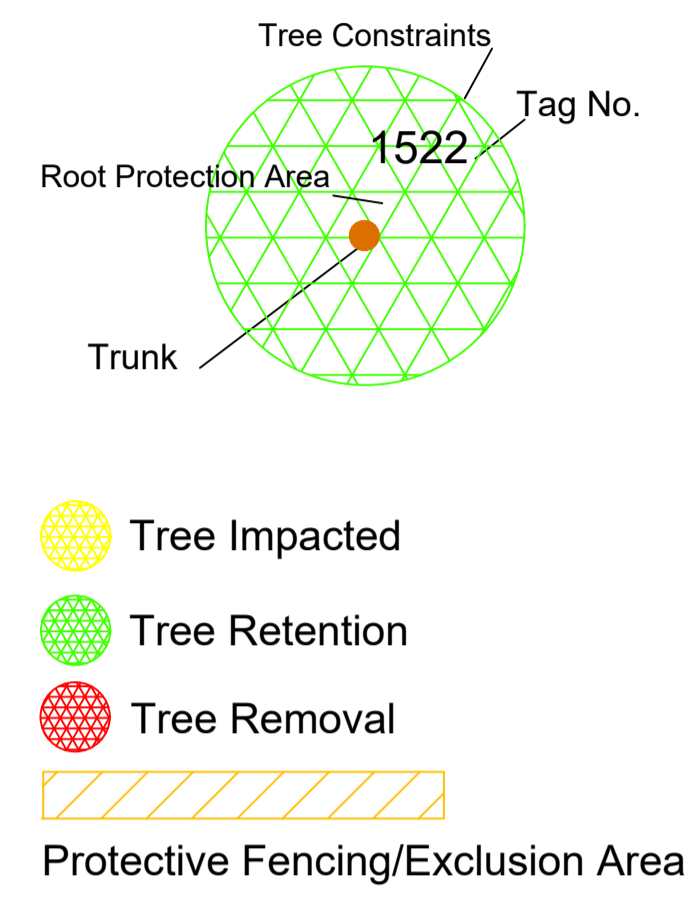 Tree Constraints
Tag No.
1522
Root Protection Area
Trunk
Tree Impacted
Tree Retention
Tree Removal
Protective Fencing/Exclusion Area